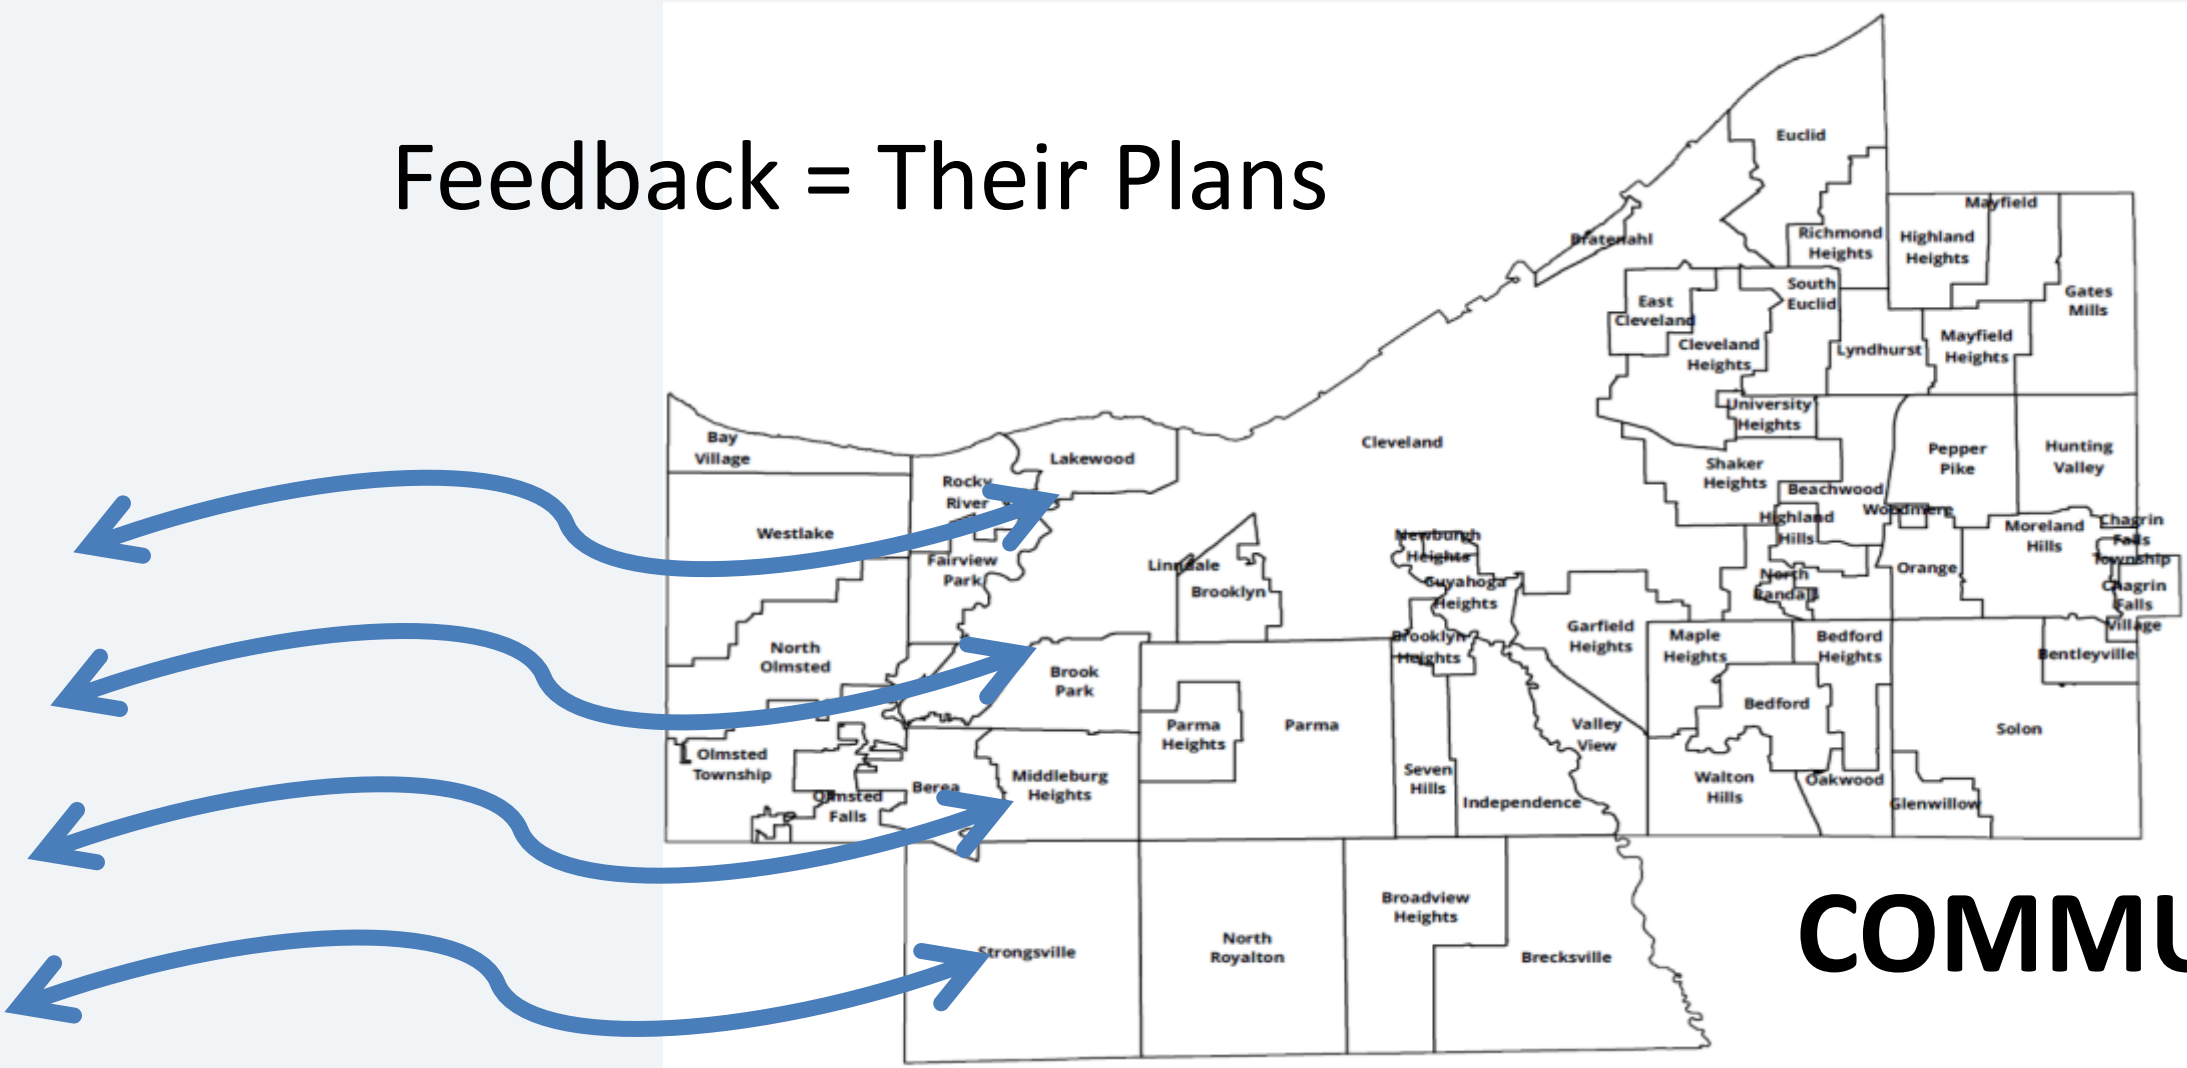 Feedback = Their Plans
Euclid
Mayfield
Bratenahl
Richmond
Heights
Highland
Heights
Gates
Mills
South
Euclid
East
Cleveland
Cleveland
Heights
Lyndhurst
Mayfield
Heights
University
Heights
Bay
Village
Lakewood
Cleveland
Shaker
Heights
Pepper
Pike
Hunting
Valley
Rocky
River
Beachwood
Westlake
Highland
Hills
Woodmere
Moreland
Hills
Chagrin
Falls
Township
Newburgh
Heights
Fairview
Park
Linndale
Brooklyn
Cuyahoga
Heights
North
Randall
Orange
Chagrin
Falls
Village
North
Olmsted
Brook
Park
Brooklyn
Heights
Garfield
Heights
Maple
Heights
Bedford
Heights
Bentleyville
Bedford
Parma
Heights
Parma
Valley
View
Solon
Olmsted
Township
Olmsted
Falls
Berea
Middleburg
Heights
Seven
Hills
Independence
Walton
Hills
Oakwood
Glenwillow
Strongsville
North
Royalton
Broadview
Heights
Brecksville
COMMU